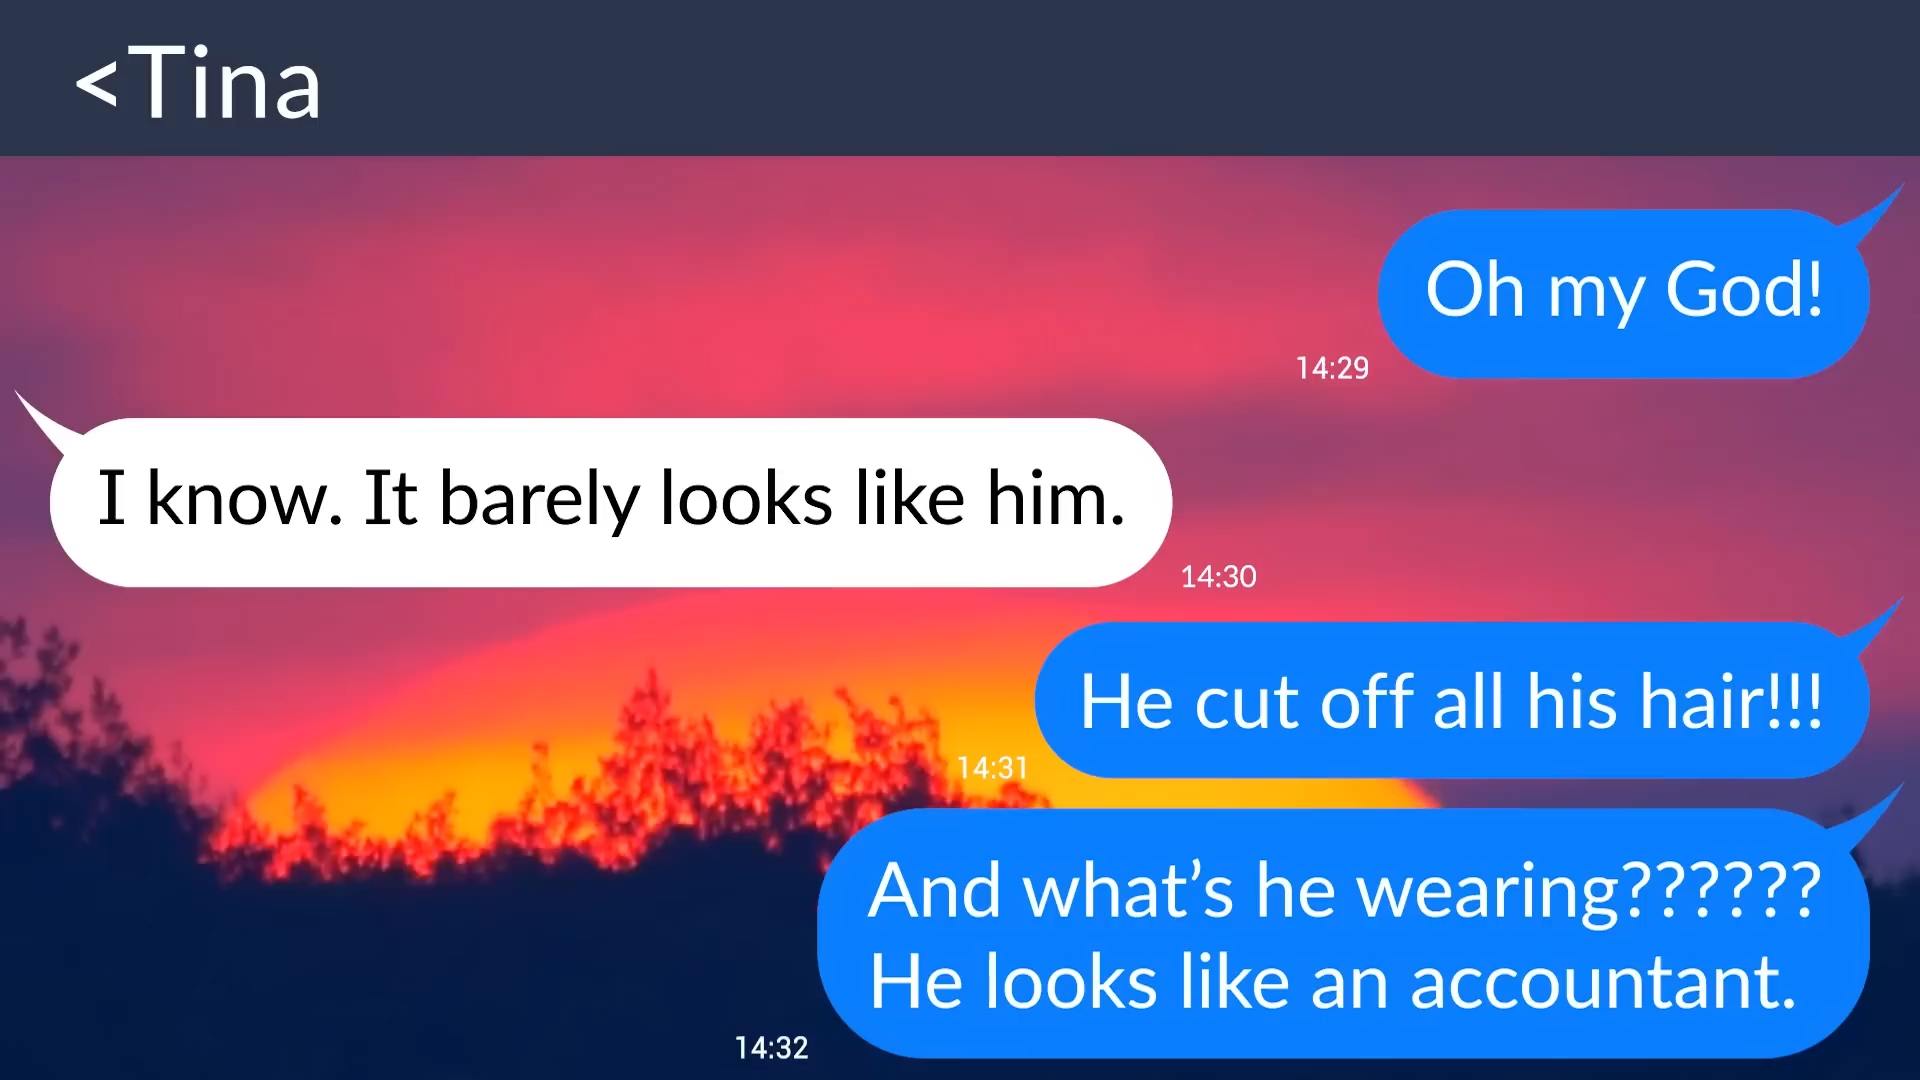 <Tina
Oh my God!
14:29
I know. It barely looks like him.
14:30
He cut off all his hair!!!
14:31
And what’s he wearing??????
He looks like an accountant.
14:32